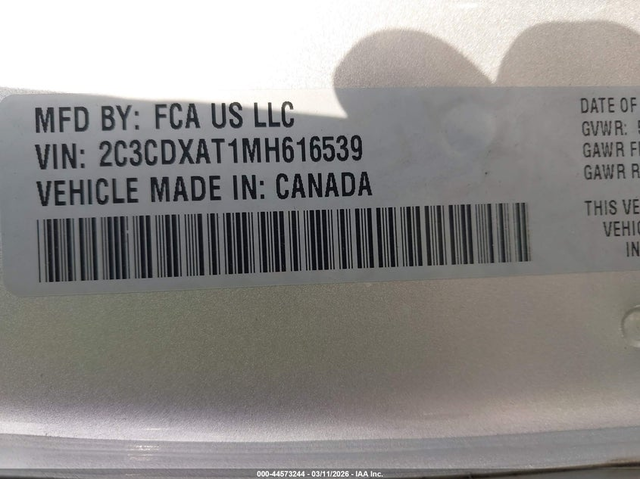 MFD BY: FCA US LLC
VIN: 2C3CDXAT1MH616539
VEHICLE MADE IN: CANADA
DATE OF
GVWR:
GAWR
GAWR R
THIS VE
IN
000-44573244 - 03/11/2026 - IAA Inc.